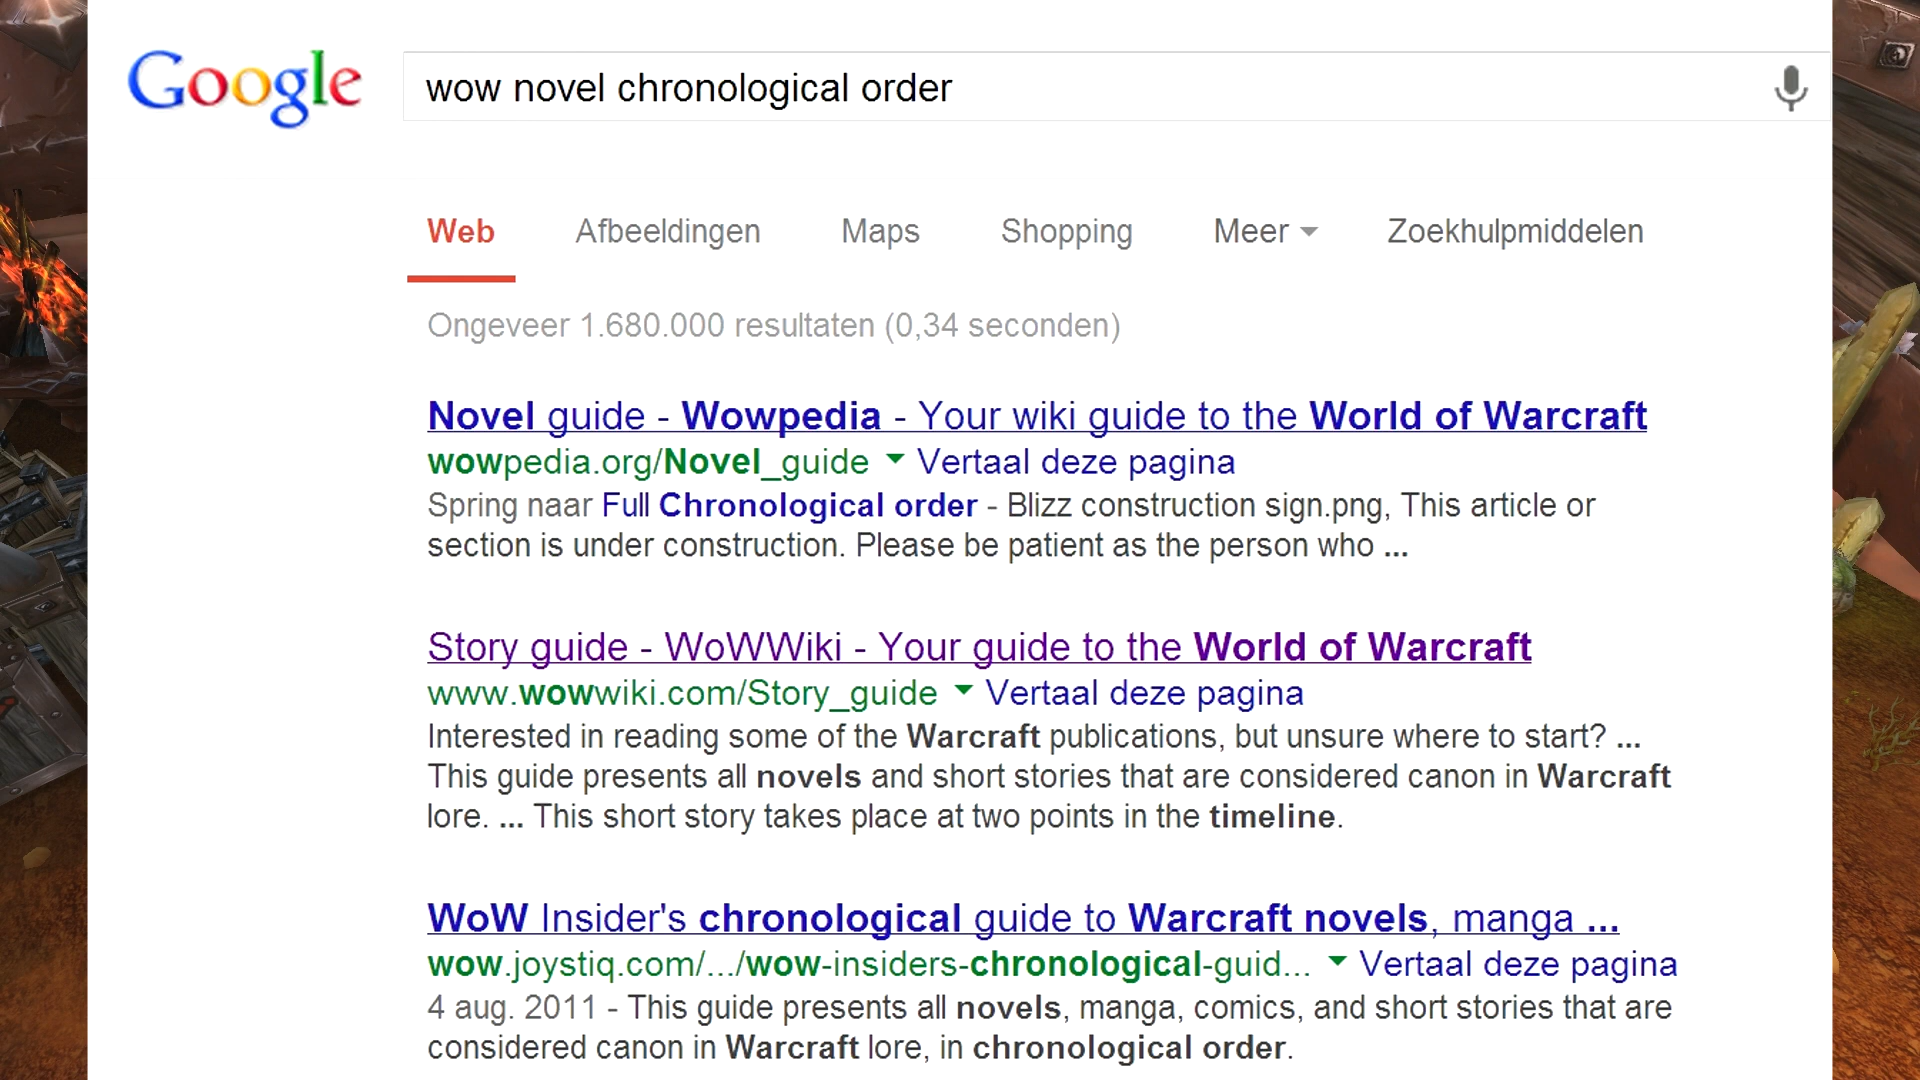 Google
wow novel chronological order
Web Afbeeldingen Maps Shopping Meer Zoekhulpmiddelen
Ongeveer 1.680.000 resultaten (0,34 seconden)
Novel guide - Wowpedia - Your wiki guide to the World of Warcraft
wowpedia.org/Novel_guide Vertaal deze pagina
Spring naar Full Chronological order - Blizz construction sign.png, This article or
section is under construction. Please be patient as the person who ...
Story guide - WoWWiki - Your guide to the World of Warcraft
www.wowwiki.com/Story_guide Vertaal deze pagina
Interested in reading some of the Warcraft publications, but unsure where to start? ...
This guide presents all novels and short stories that are considered canon in Warcraft
lore. ... This short story takes place at two points in the timeline.
WoW Insider's chronological guide to Warcraft novels, manga ...
wow.joystiq.com/.../wow-insiders-chronological-guid... Vertaal deze pagina
4 aug. 2011 - This guide presents all novels, manga, comics, and short stories that are
considered canon in Warcraft lore, in chronological order.